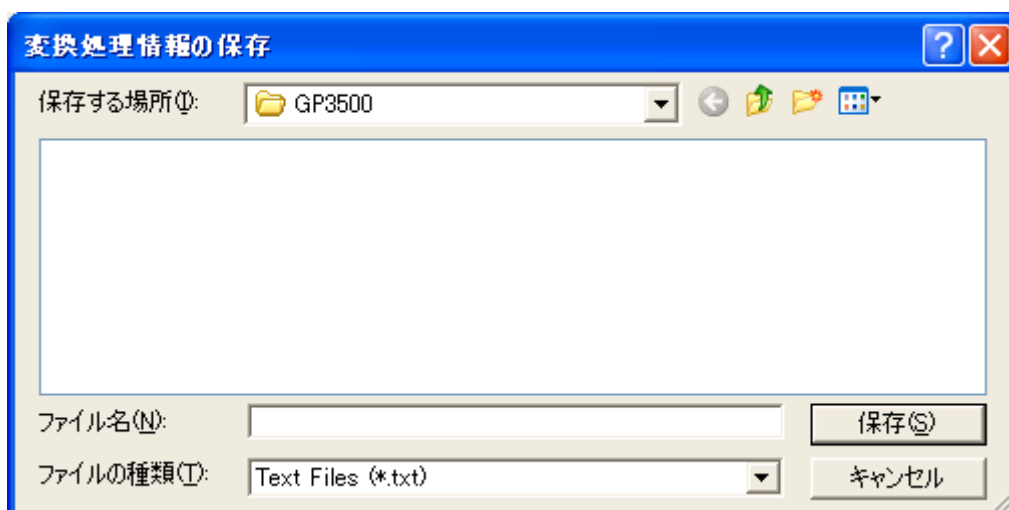 変換処理情報の保存
保存する場所(I): GP3500
ファイル名(N): 保存(S)
ファイルの種類(T): Text Files (*.txt) キャンセル